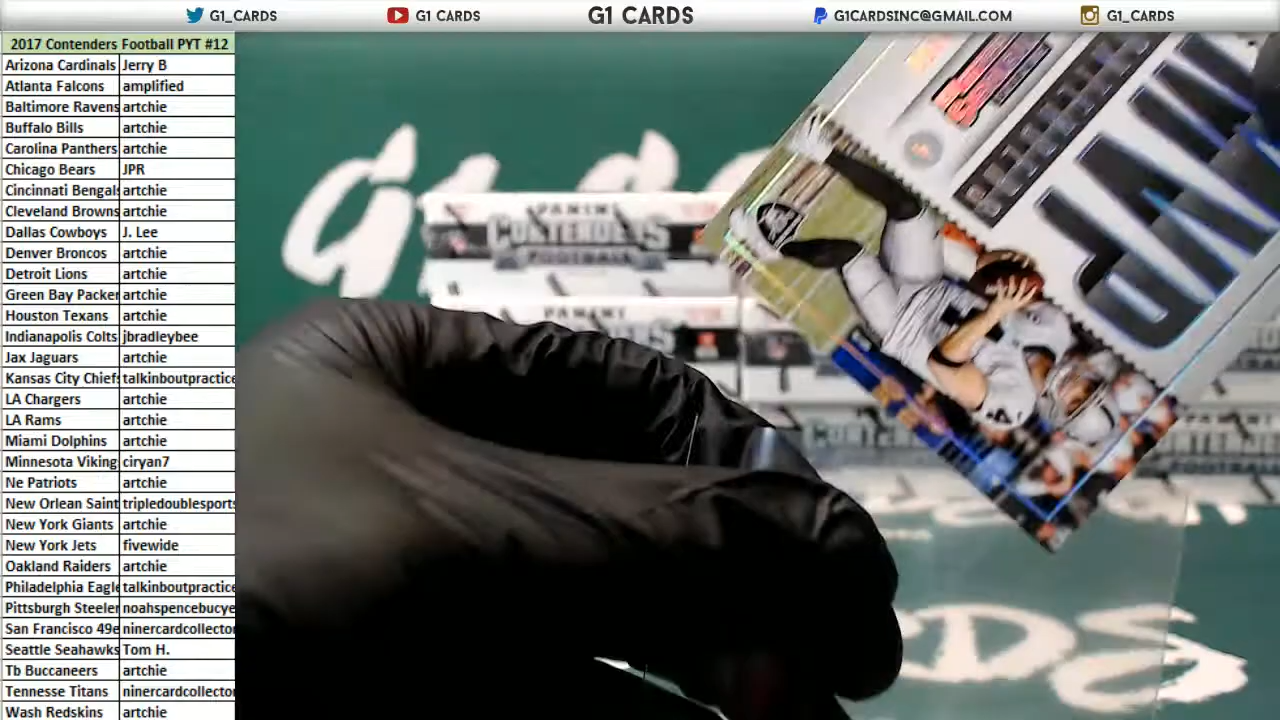 G1_CARDS
G1 CARDS
G1 CARDS
G1CARDSINC@GMAIL.COM
G1_CARDS
2017 Contenders Football PYT #12
Arizona Cardinals Jerry B
Atlanta Falcons amplified
Baltimore Ravens artchie
Buffalo Bills artchie
Carolina Panthers artchie
Chicago Bears JPR
Cincinnati Bengals artchie
Cleveland Browns artchie
Dallas Cowboys J. Lee
Denver Broncos artchie
Detroit Lions artchie
Green Bay Packer artchie
Houston Texans artchie
Indianapolis Colts jbradleybee
Jax Jaguars artchie
Kansas City Chiefs talkinboutpractice
LA Chargers artchie
LA Rams artchie
Miami Dolphins artchie
Minnesota Viking ciryan7
Ne Patriots artchie
New Orlean Saint tripledoublesports
New York Giants artchie
New York Jets fivewide
Oakland Raiders artchie
Philadelphia Eagle talkinboutpractice
Pittsburgh Steeler noahspencebucye
San Francisco 49e ninercardcollector
Seattle Seahawks Tom H.
Tb Buccaneers artchie
Tennesse Titans ninercardcollector
Wash Redskins artchie
PANINI
CONTENDERS
FOOTBALL
PANINI